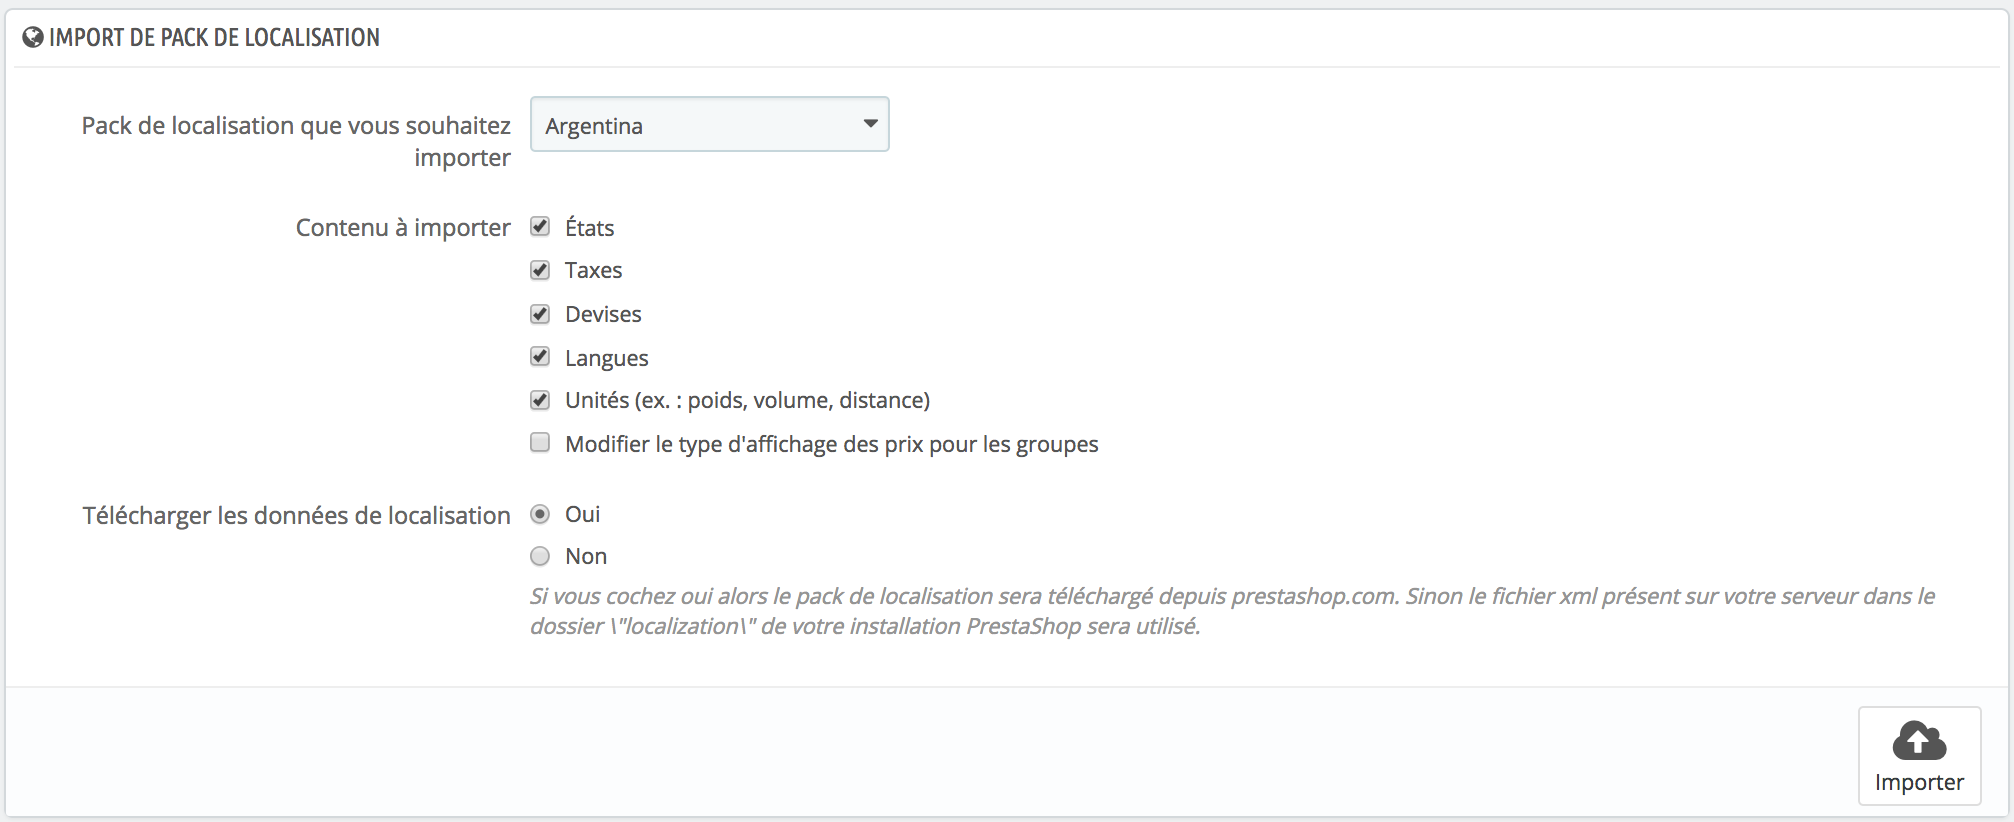 IMPORT DE PACK DE LOCALISATION
Pack de localisation que vous souhaitez
importer
Argentina
Contenu à importer
États
Taxes
Devises
Langues
Unités (ex. : poids, volume, distance)
Modifier le type d'affichage des prix pour les groupes
Télécharger les données de localisation
Oui
Non
Si vous cochez oui alors le pack de localisation sera téléchargé depuis prestashop.com. Sinon le fichier xml présent sur votre serveur dans le
dossier \"localization\" de votre installation PrestaShop sera utilisé.
Importer